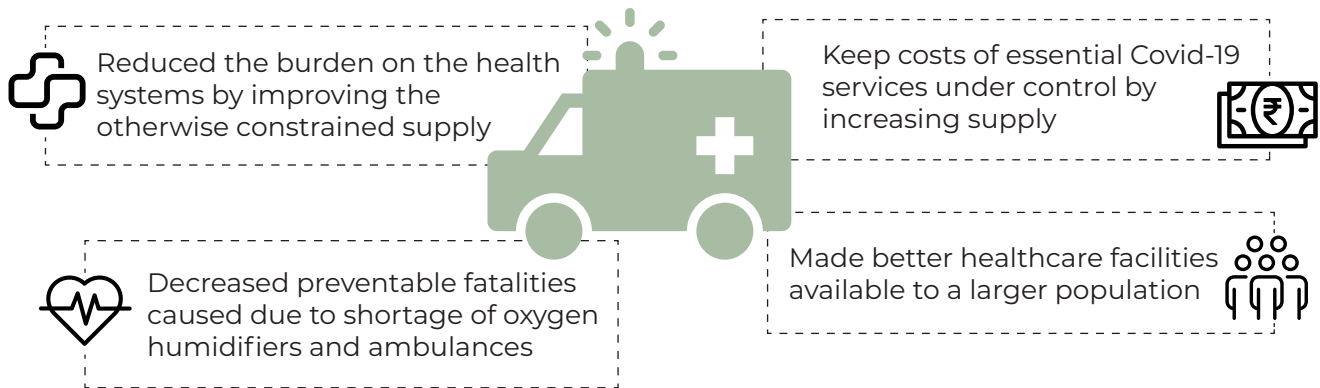 Reduced the burden on the health
systems by improving the
otherwise constrained supply
Keep costs of essential Covid-19
services under control by
increasing supply
Decreased preventable fatalities
caused due to shortage of oxygen
humidifiers and ambulances
Made better healthcare facilities
available to a larger population
₹